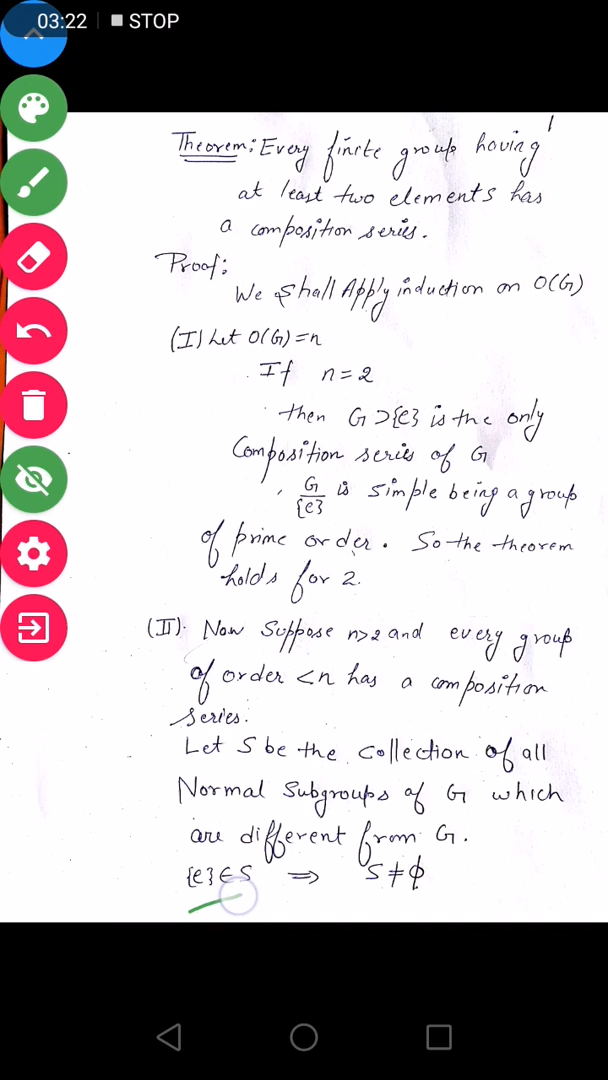 03:22 STOP
Theorem: Every finite group having
at least two elements has
a composition series.
Proof:
We shall Apply induction on O(G)
(I) Let O(G)=n
If n=2
then G⊃{e} is the only
Composition series of G
, G/{e} is simple being a group
of prime order. So the theorem
holds for 2.
(II). Now Suppose n>2 and every group
of order <n has a composition
series.
Let S be the collection of all
Normal Subgroups of G which
are different from G.
{e}∈S ⇒ S≠ϕ